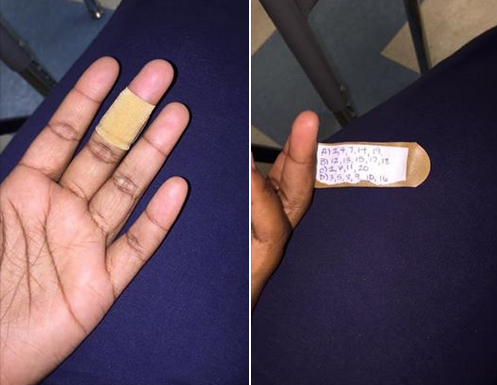 A) 2,4,7,14,19,
B) 12,13,15,17,18
C) 1,6,11,20
D) 3,5,8,9,10,16